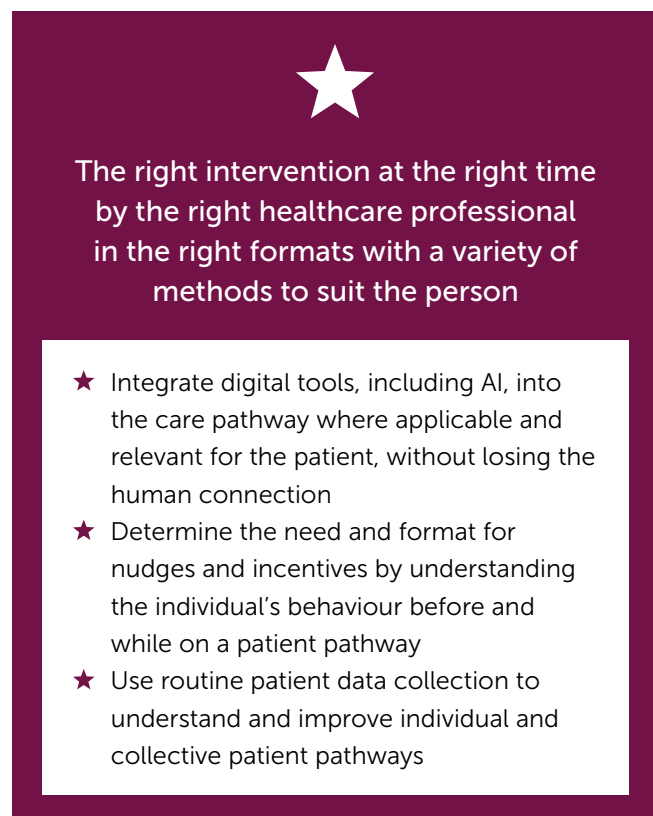 The right intervention at the right time
by the right healthcare professional
in the right formats with a variety of
methods to suit the person
Integrate digital tools, including AI, into
the care pathway where applicable and
relevant for the patient, without losing the
human connection
Determine the need and format for
nudges and incentives by understanding
the individual's behaviour before and
while on a patient pathway
Use routine patient data collection to
understand and improve individual and
collective patient pathways